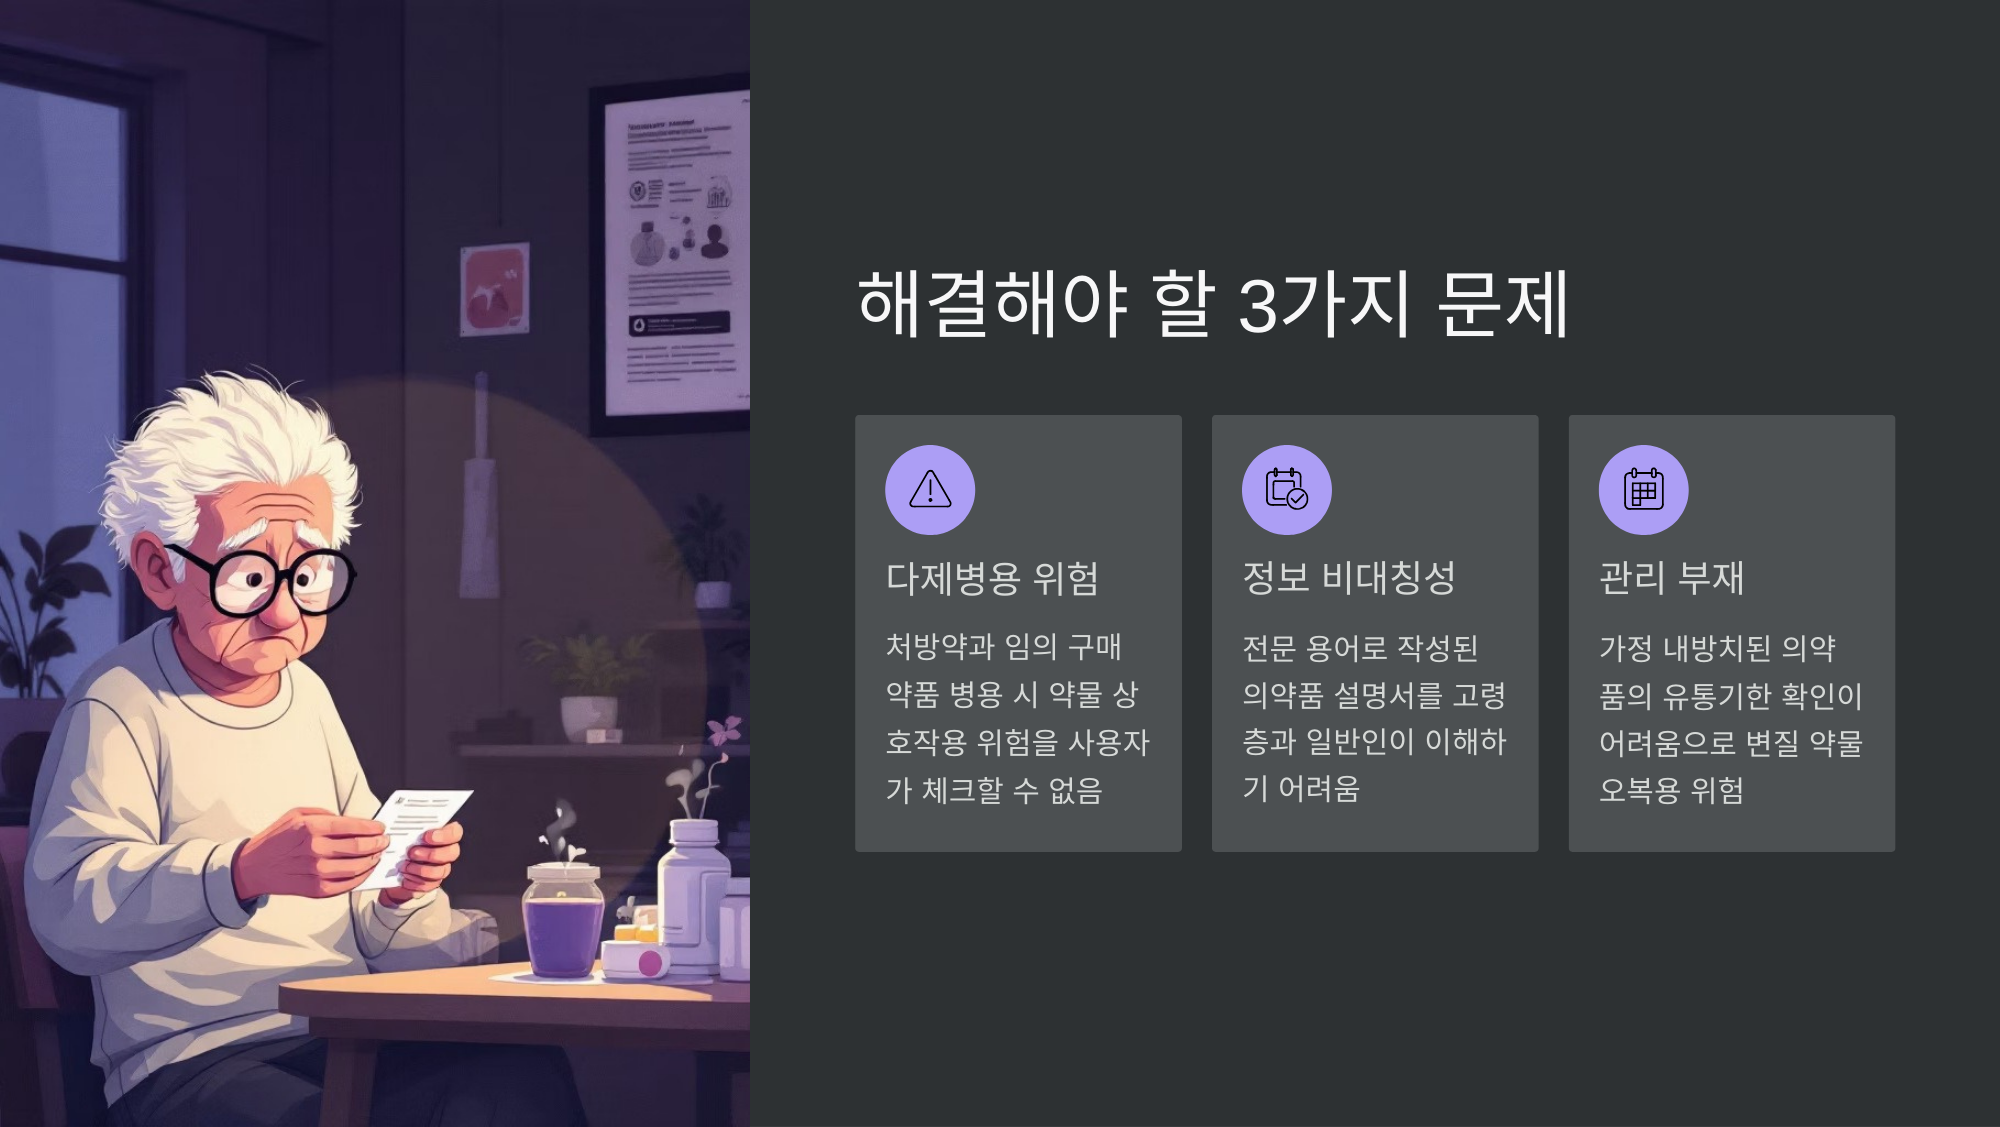 해결해야 할 3가지 문제
다제병용 위험
처방약과 임의 구매
약품 병용 시 약물 상
호작용 위험을 사용자
가 체크할 수 없음
정보 비대칭성
전문 용어로 작성된
의약품 설명서를 고령
층과 일반인이 이해하
기 어려움
관리 부재
가정 내방치된 의약
품의 유통기한 확인이
어려움으로 변질 약물
오복용 위험